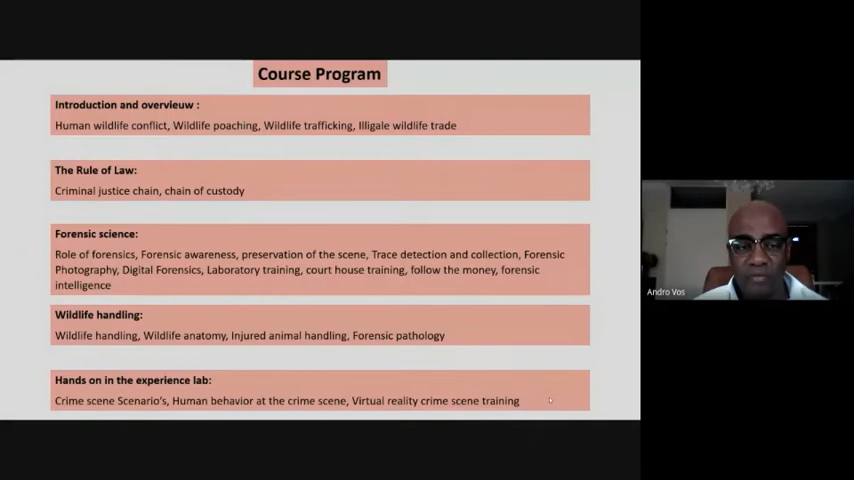 Course Program
Introduction and overvieuw :
Human wildlife conflict, Wildlife poaching, Wildlife trafficking, Illigale wildlife trade
The Rule of Law:
Criminal justice chain, chain of custody
Forensic science:
Role of forensics, Forensic awareness, preservation of the scene, Trace detection and collection, Forensic
Photography, Digital Forensics, Laboratory training, court house training, follow the money, forensic
intelligence
Wildlife handling:
Wildlife handling, Wildlife anatomy, Injured animal handling, Forensic pathology
Hands on in the experience lab:
Crime scene Scenario's, Human behavior at the crime scene, Virtual reality crime scene training
Andro Vos